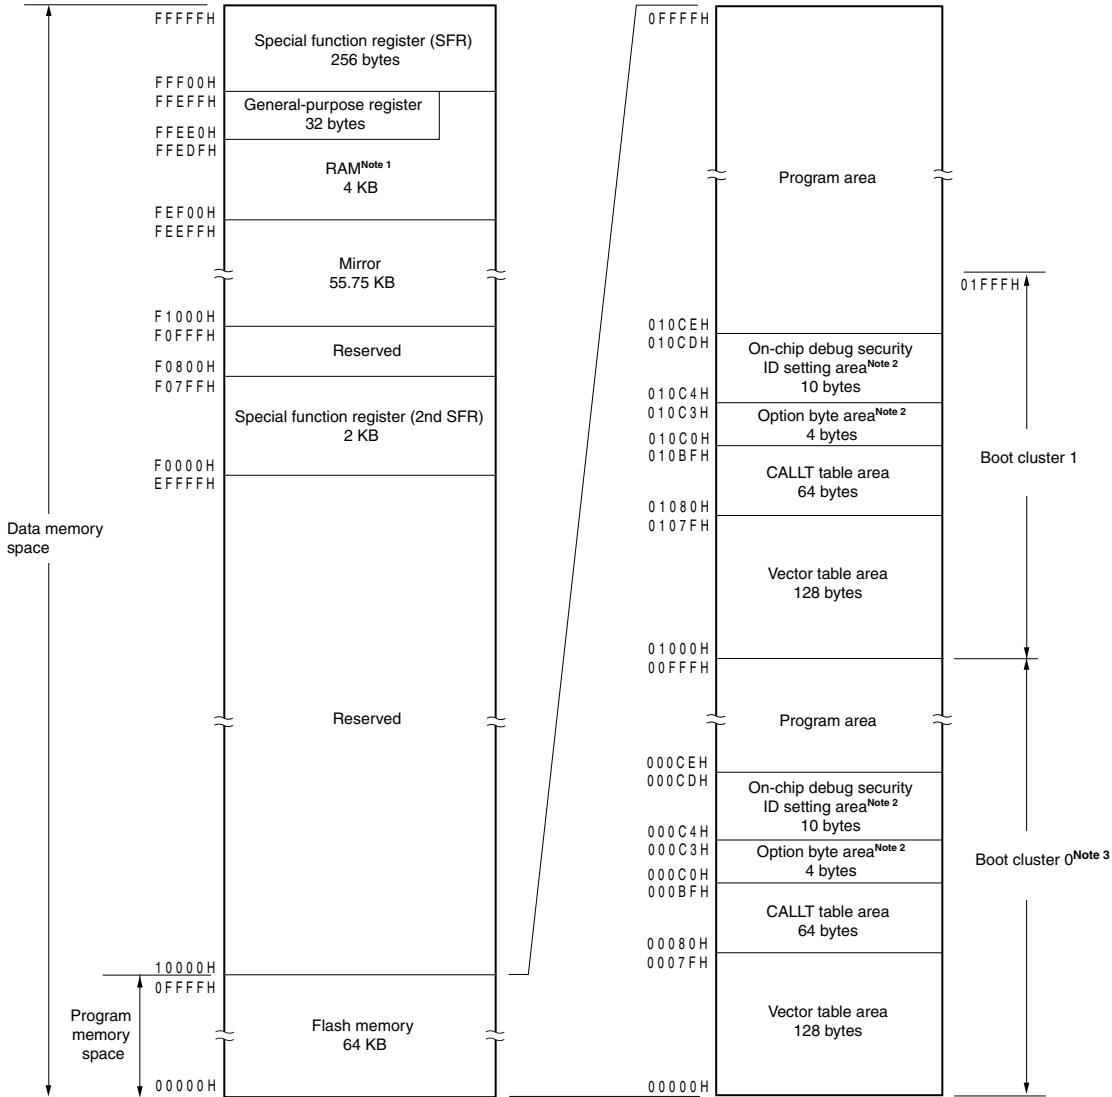 Data memory
space
Program
memory
space
FFFFFH
Special function register (SFR)
256 bytes
FFF00H
FFEFFH
General-purpose register
32 bytes
FFEE0H
FFEDFH
RAMNote 1
4 KB
FEF00H
FEEFFH
Mirror
55.75 KB
F1000H
F0FFFH
Reserved
F0800H
F07FFH
Special function register (2nd SFR)
2 KB
F0000H
EFFFFH
Reserved
10000H
0FFFFH
Flash memory
64 KB
00000H
0FFFFH
Program area
01FFFH
010CEH
010CDH
On-chip debug security
ID setting areaNote 2
10 bytes
010C4H
010C3H
Option byte areaNote 2
4 bytes
010C0H
010BFH
CALLT table area
64 bytes
01080H
0107FH
Vector table area
128 bytes
01000H
00FFFH
Boot cluster 1
Program area
000CEH
000CDH
On-chip debug security
ID setting areaNote 2
10 bytes
000C4H
000C3H
Option byte areaNote 2
4 bytes
000C0H
000BFH
CALLT table area
64 bytes
00080H
0007FH
Vector table area
128 bytes
00000H
Boot cluster 0Note 3